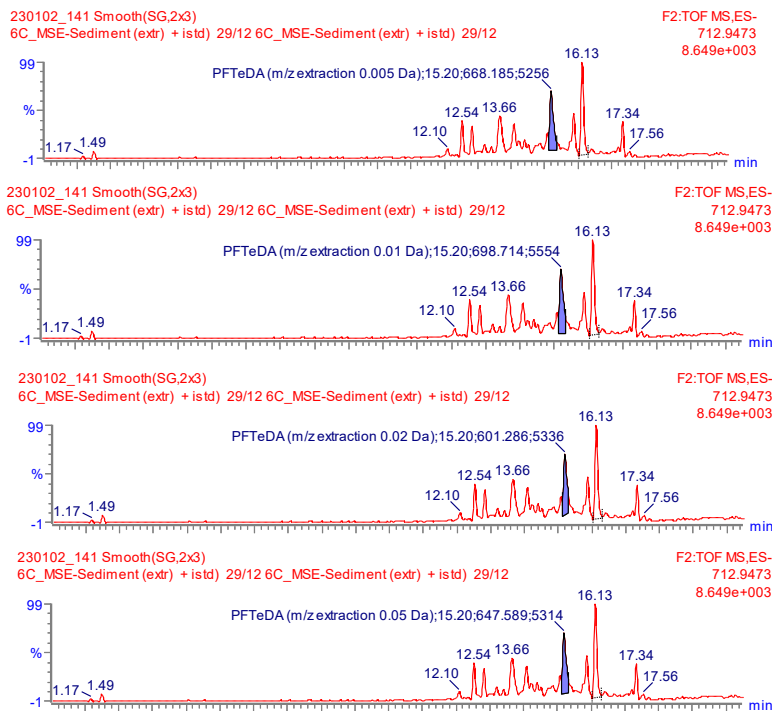 230102_141 Smooth(SG,2x3)
F2:TOF MS,ES-
6C_MSE-Sediment (extr) + istd) 29/12 6C_MSE-Sediment (extr) + istd) 29/12
712.9473
8.649e+003
16.13
99
PFTeDA (m/z extraction 0.005 Da);15.20;668.185;5256
%
12.54 13.66
17.34
12.10
17.56
1.17 1.49
-1
min
230102_141 Smooth(SG,2x3)
F2:TOF MS,ES-
6C_MSE-Sediment (extr) + istd) 29/12 6C_MSE-Sediment (extr) + istd) 29/12
712.9473
8.649e+003
16.13
99
PFTeDA (m/z extraction 0.01 Da);15.20;698.714;5554
%
12.54 13.66
17.34
12.10
17.56
1.17 1.49
-1
min
230102_141 Smooth(SG,2x3)
F2:TOF MS,ES-
6C_MSE-Sediment (extr) + istd) 29/12 6C_MSE-Sediment (extr) + istd) 29/12
712.9473
8.649e+003
16.13
99
PFTeDA (m/z extraction 0.02 Da);15.20;601.286;5336
%
12.54 13.66
17.34
12.10
17.56
1.17 1.49
-1
min
230102_141 Smooth(SG,2x3)
F2:TOF MS,ES-
6C_MSE-Sediment (extr) + istd) 29/12 6C_MSE-Sediment (extr) + istd) 29/12
712.9473
8.649e+003
16.13
99
PFTeDA (m/z extraction 0.05 Da);15.20;647.589;5314
%
12.54 13.66
17.34
12.10
17.56
1.17 1.49
-1
min